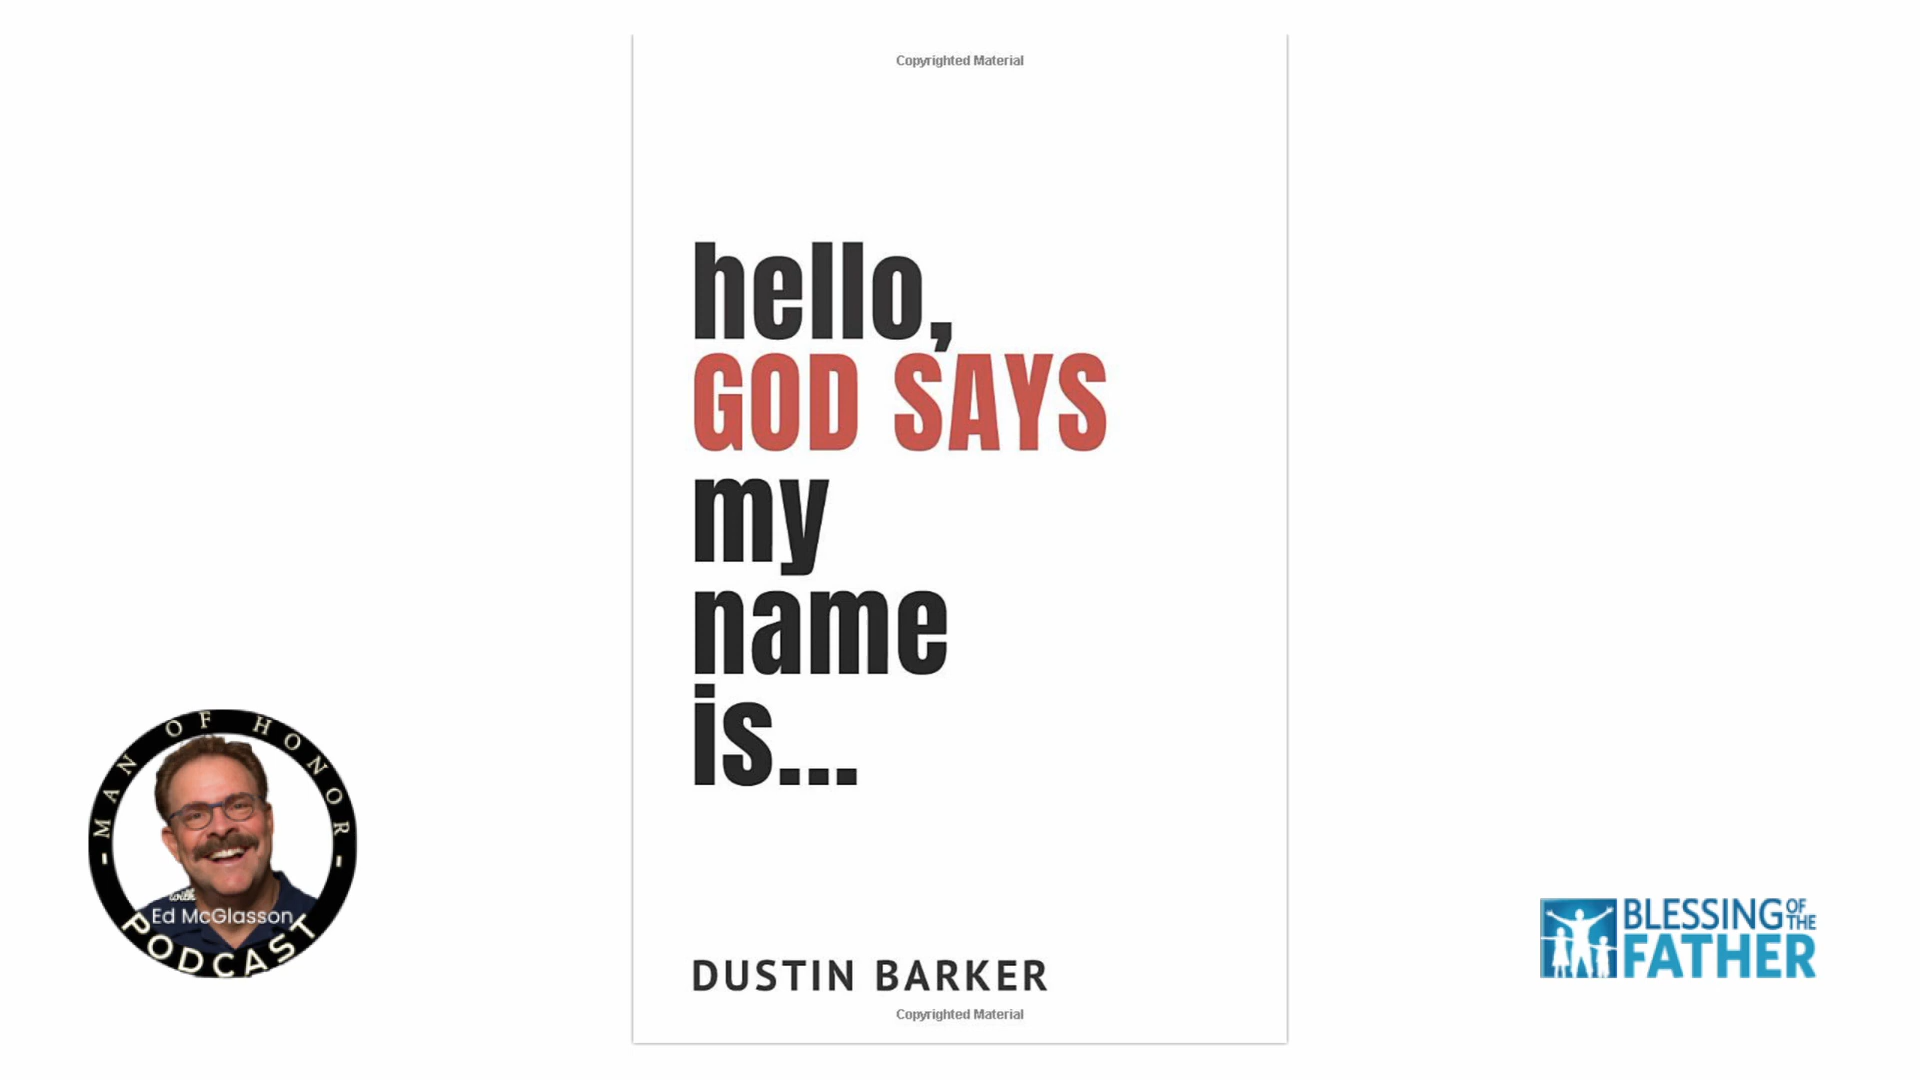 Copyrighted Material
hello,
GOD SAYS
my
name
is...
DUSTIN BARKER
Copyrighted Material
- MAN OF HONOR -
with
Ed McGlasson
PODCAST
BLESSING OF THE
FATHER